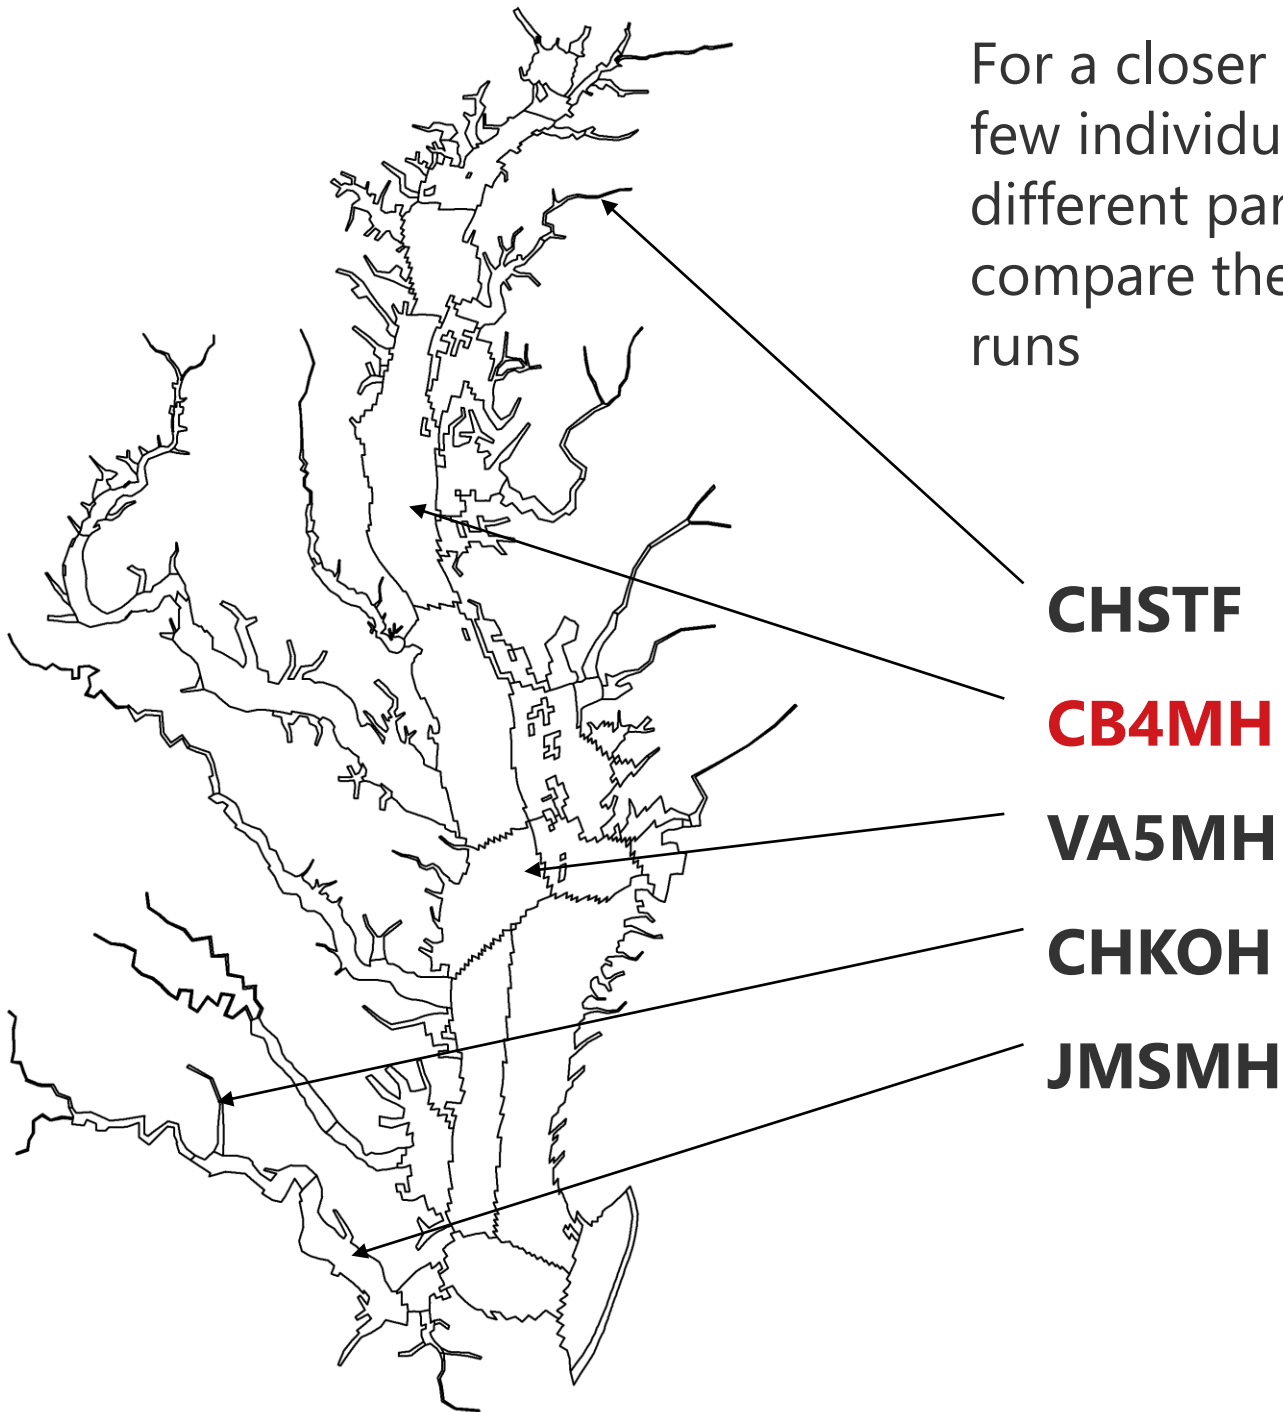 For a closer
few individu
different par
compare the
runs
CHSTF
CB4MH
VA5MH
CHKOH
JMSMH